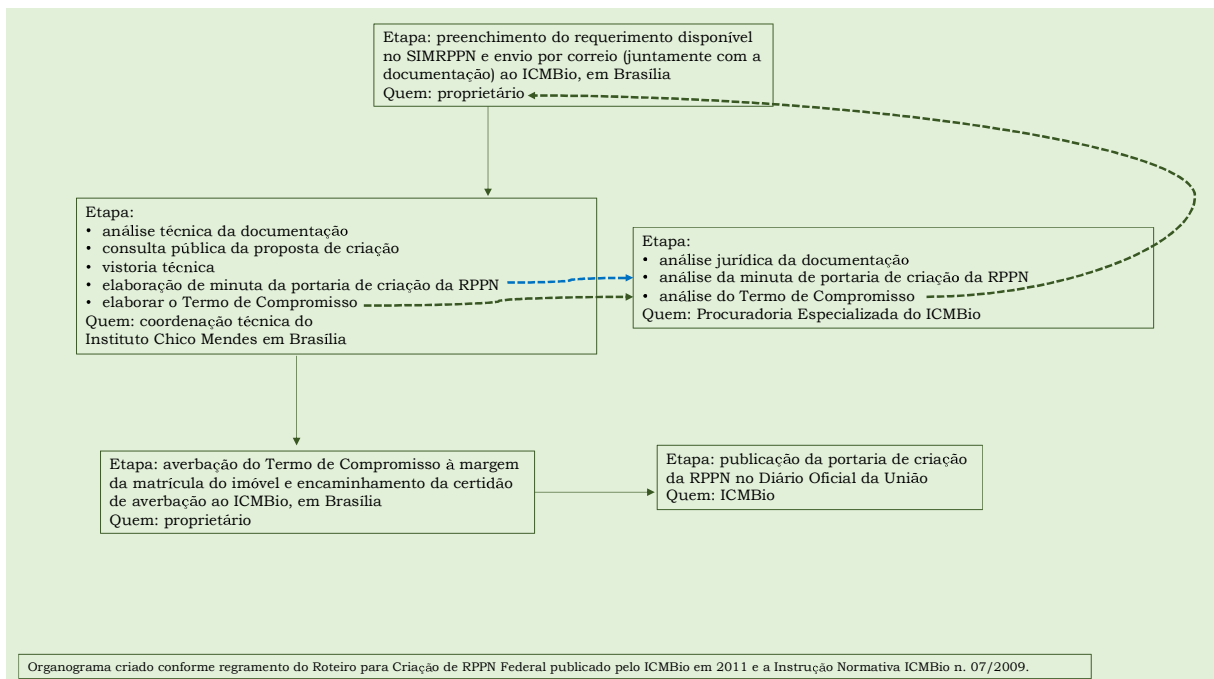 Etapa: preenchimento do requerimento disponível
no SIMRPPN e envio por correio (juntamente com a
documentação) ao ICMBio, em Brasília
Quem: proprietário
Etapa:
• análise técnica da documentação
• consulta pública da proposta de criação
• vistoria técnica
• elaboração de minuta da portaria de criação da RPPN
• elaborar o Termo de Compromisso
Quem: coordenação técnica do
Instituto Chico Mendes em Brasília
Etapa:
• análise jurídica da documentação
• análise da minuta de portaria de criação da RPPN
• análise do Termo de Compromisso
Quem: Procuradoria Especializada do ICMBio
Etapa: averbação do Termo de Compromisso à margem
da matrícula do imóvel e encaminhamento da certidão
de averbação ao ICMBio, em Brasília
Quem: proprietário
Etapa: publicação da portaria de criação
da RPPN no Diário Oficial da União
Quem: ICMBio
Organograma criado conforme regramento do Roteiro para Criação de RPPN Federal publicado pelo ICMBio em 2011 e a Instrução Normativa ICMBio n. 07/2009.